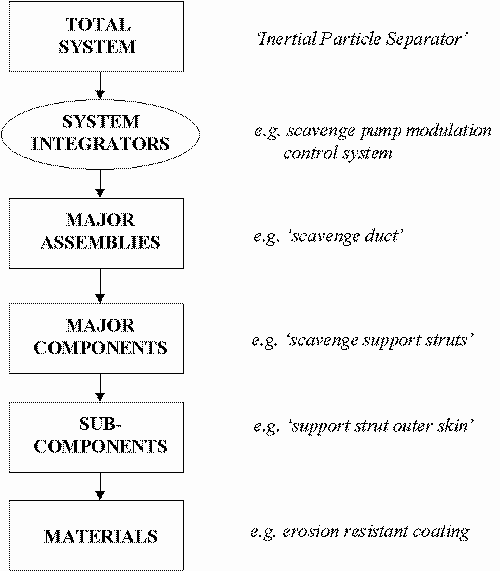 TOTAL
SYSTEM
'Inertial Particle Separator'
SYSTEM
INTEGRATORS
e.g. scavenge pump modulation
control system
MAJOR
ASSEMBLIES
e.g. 'scavenge duct'
MAJOR
COMPONENTS
e.g. 'scavenge support struts'
SUB-
COMPONENTS
e.g. 'support strut outer skin'
MATERIALS
e.g. erosion resistant coating